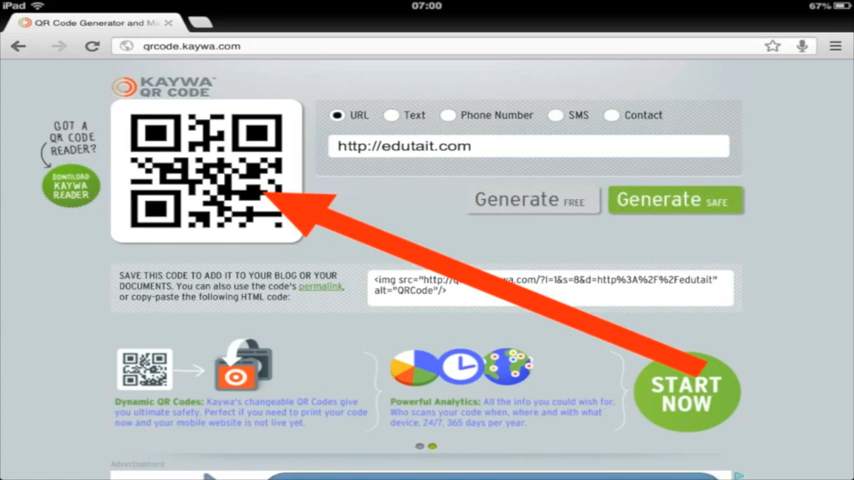 iPad
07:00
67%
QR Code Generator and Ma
qrcode.kaywa.com
KAYWA
QR CODE
GOT A
QR CODE
READER?
DOWNLOAD
KAYWA
READER
URL Text Phone Number SMS Contact
http://edutait.com
Generate FREE
Generate SAFE
SAVE THIS CODE TO ADD IT TO YOUR BLOG OR YOUR
DOCUMENTS. You can also use the code's permalink,
or copy-paste the following HTML code:
<img src="http://q wa.com/?l=1&s=8&d=http%3A%2F%2Fedutait"
alt="QRCode"/>
Dynamic QR Codes: Kaywa's changeable QR Codes give
you ultimate safety. Perfect if you need to print your code
now and your mobile website is not live yet.
Powerful Analytics: All the info you could wish for.
Who scans your code when, where and with what
device, 24/7, 365 days per year.
START
NOW
Advertisement